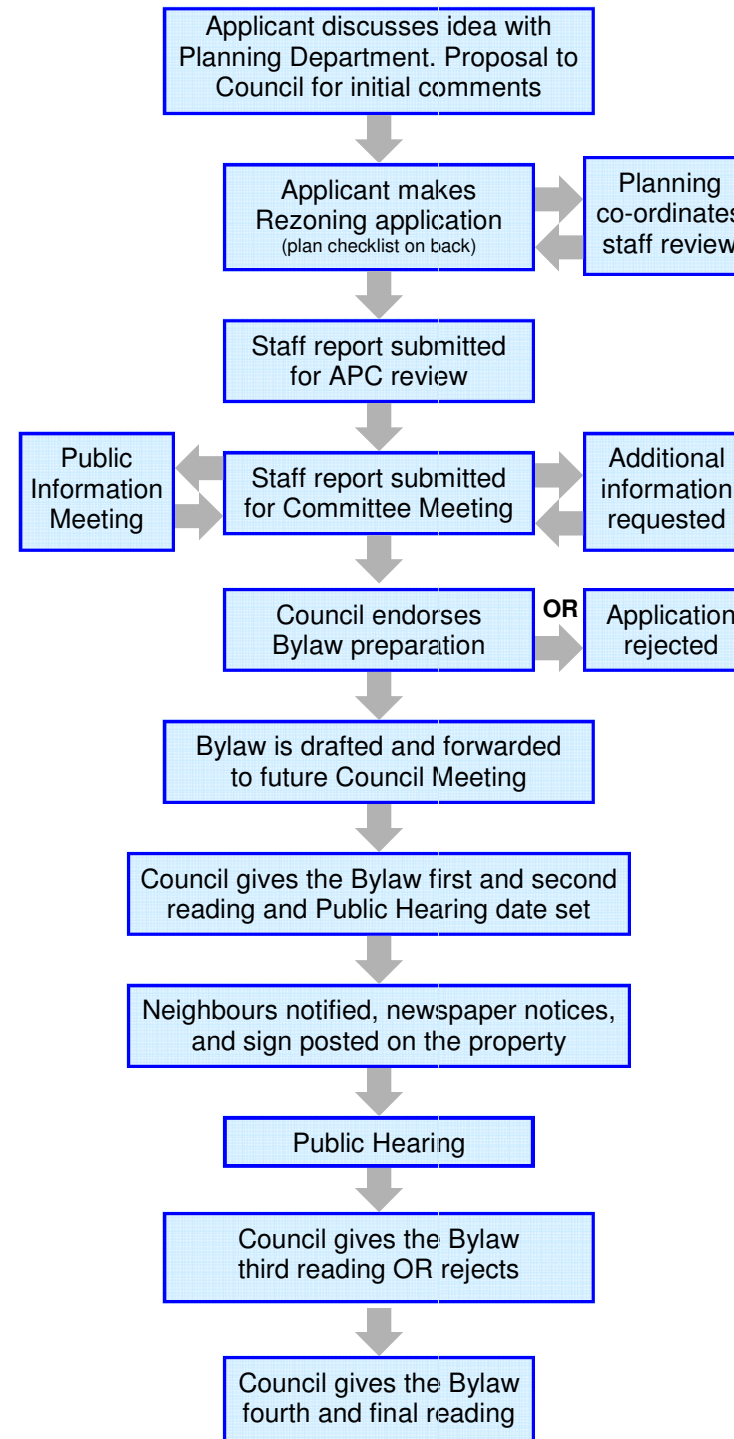 Applicant discusses idea with
Planning Department. Proposal to
Council for initial comments
Applicant makes
Rezoning application
(plan checklist on back)
Planning
co-ordinates
staff review
Staff report submitted
for APC review
Public
Information
Meeting
Staff report submitted
for Committee Meeting
Additional
information
requested
Council endorses
Bylaw preparation
OR
Application
rejected
Bylaw is drafted and forwarded
to future Council Meeting
Council gives the Bylaw first and second
reading and Public Hearing date set
Neighbours notified, newspaper notices,
and sign posted on the property
Public Hearing
Council gives the Bylaw
third reading OR rejects
Council gives the Bylaw
fourth and final reading